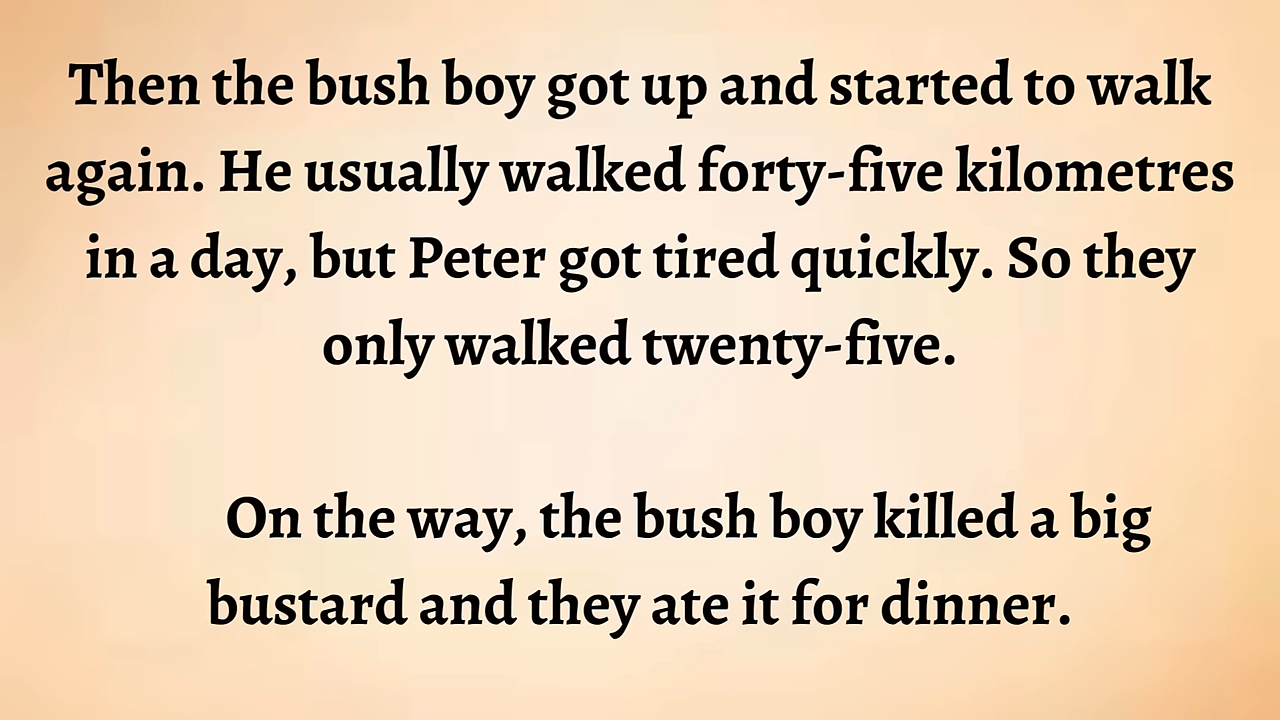 Then the bush boy got up and started to walk
again. He usually walked forty-five kilometres
in a day, but Peter got tired quickly. So they
only walked twenty-five.
On the way, the bush boy killed a big
bustard and they ate it for dinner.